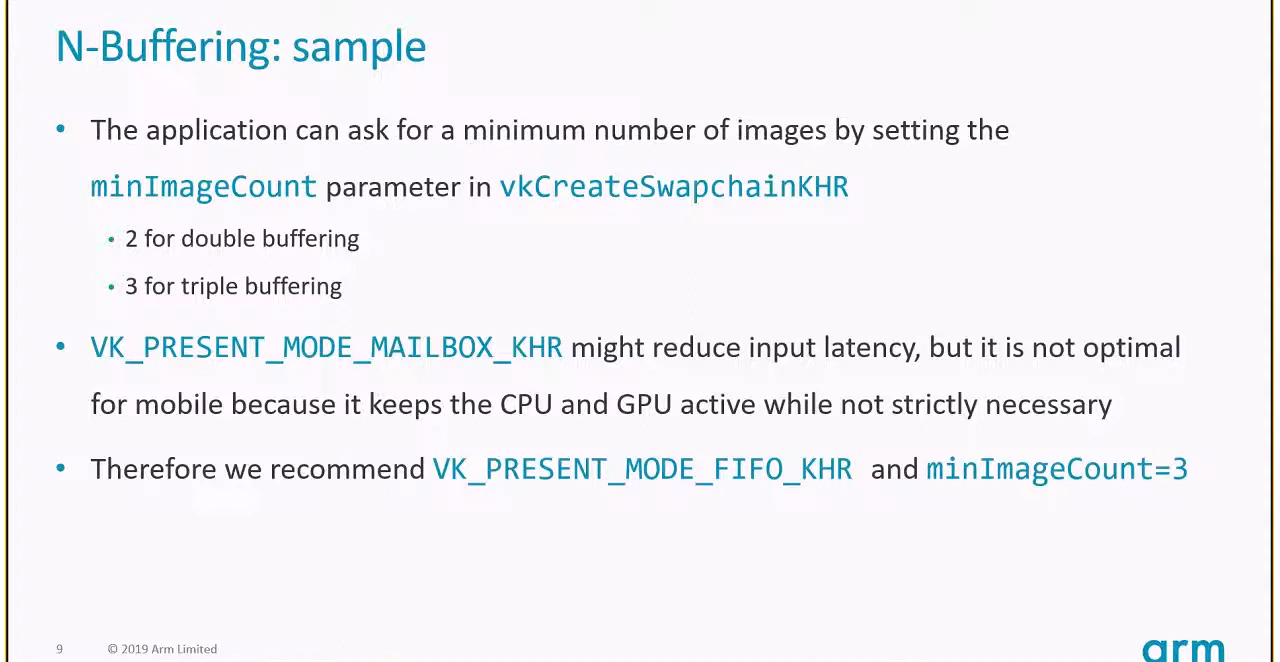 N-Buffering: sample
• The application can ask for a minimum number of images by setting the
minImageCount parameter in vkCreateSwapchainKHR
• 2 for double buffering
• 3 for triple buffering
• VK_PRESENT_MODE_MAILBOX_KHR might reduce input latency, but it is not optimal
for mobile because it keeps the CPU and GPU active while not strictly necessary
• Therefore we recommend VK_PRESENT_MODE_FIFO_KHR and minImageCount=3
9 © 2019 Arm Limited
arm